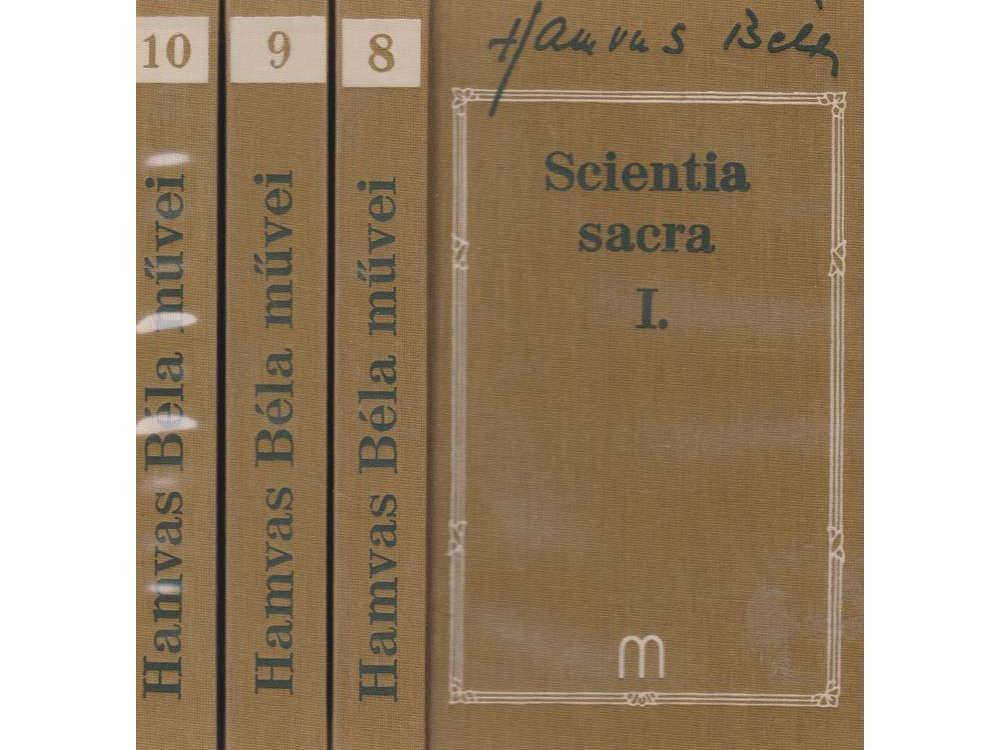 10
Hamvas Béla művei
9
Hamvas Béla művei
8
Hamvas Béla művei
Hamvas Béla
Scientia
sacra
I.
m